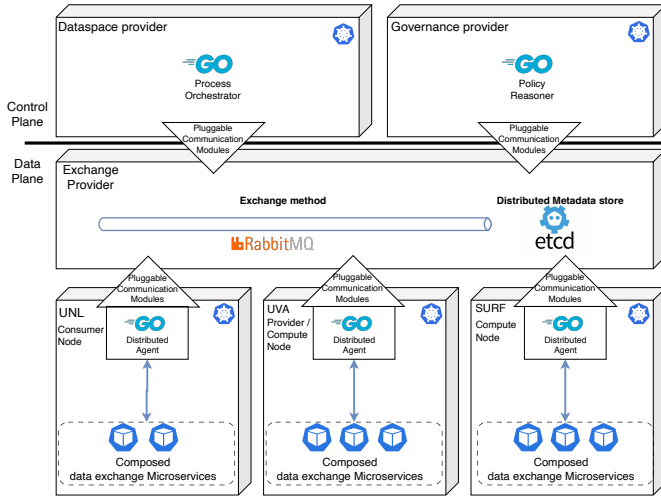 Dataspace provider
GO
Process
Orchestrator
Governance provider
GO
Policy
Reasoner
Control
Plane
Pluggable
Communication
Modules
Pluggable
Communication
Modules
Data
Plane
Exchange
Provider
Exchange method
RabbitMQ
Distributed Metadata store
etcd
Pluggable
Communication
Modules
Pluggable
Communication
Modules
Pluggable
Communication
Modules
UNL
Consumer
Node
GO
Distributed
Agent
Composed
data exchange Microservices
UVA
Provider /
Compute
Node
GO
Distributed
Agent
Composed
data exchange Microservices
SURF
Compute
Node
GO
Distributed
Agent
Composed
data exchange Microservices